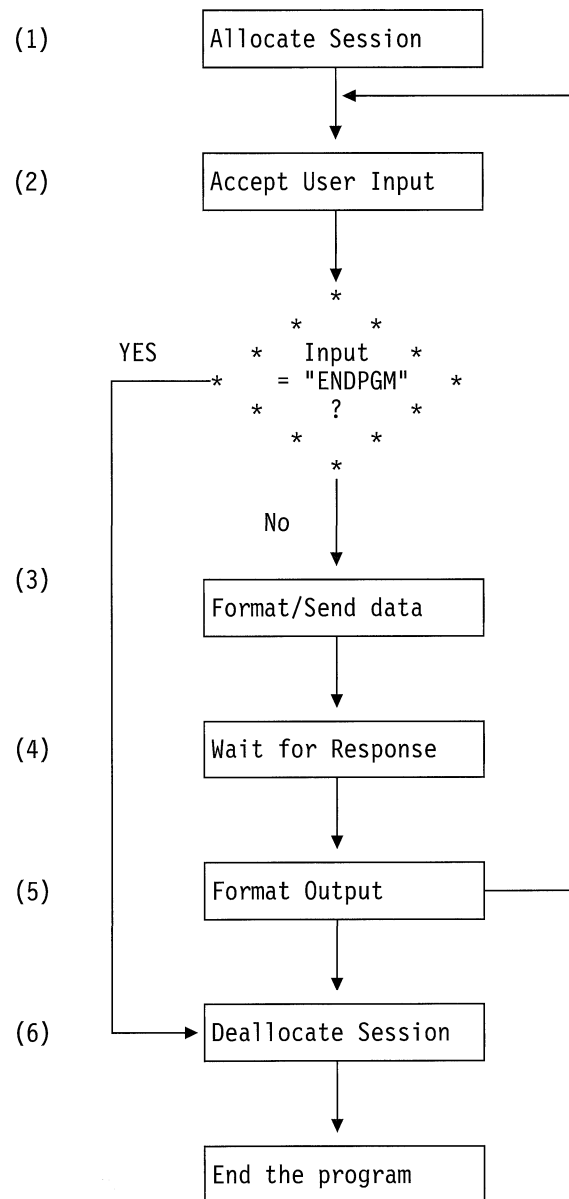 (1) Allocate Session
(2) Accept User Input
YES
Input
= "ENDPGM"
?
No
(3)
Format/Send data
(4) Wait for Response
(5) Format Output
(6) Deallocate Session
End the program